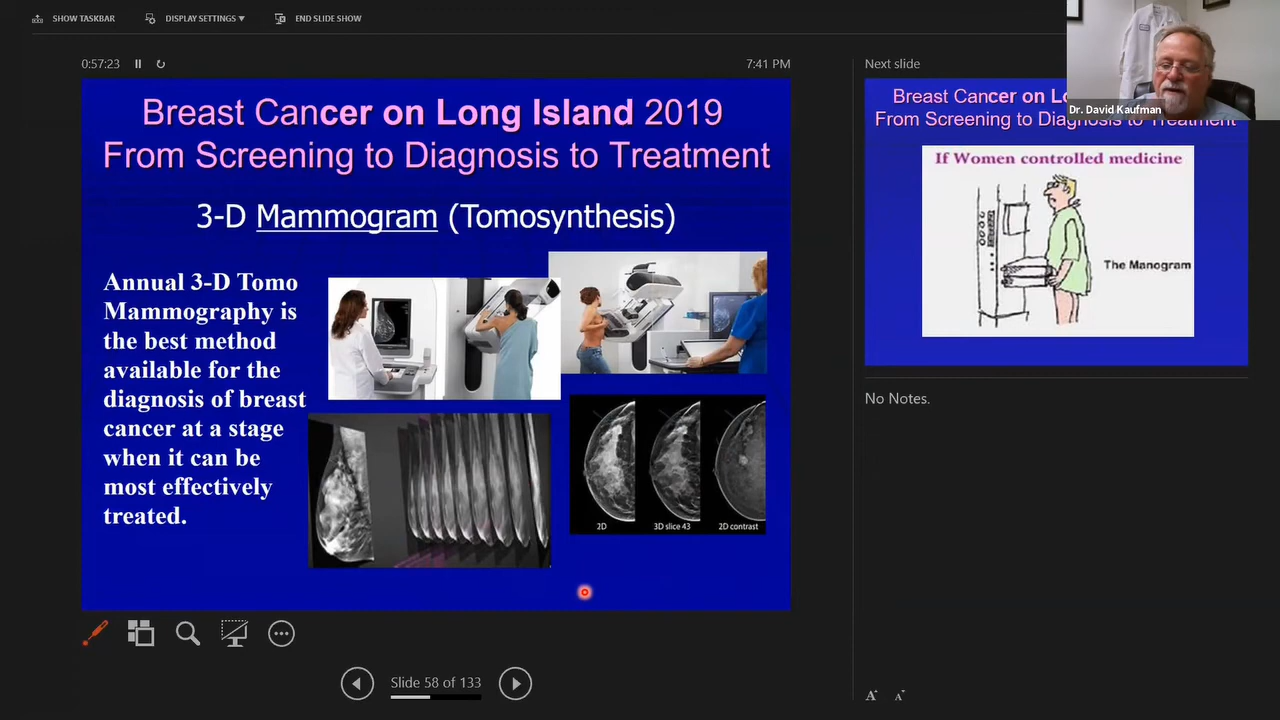 SHOW TASKBAR
DISPLAY SETTINGS ▼
END SLIDE SHOW
0:57:23
7:41 PM
Breast Cancer on Long Island 2019
From Screening to Diagnosis to Treatment
3-D Mammogram (Tomosynthesis)
Annual 3-D Tomo
Mammography is
the best method
available for the
diagnosis of breast
cancer at a stage
when it can be
most effectively
treated.
2D
3D slice 43
2D contrast
Slide 58 of 133
Next slide
Breast Cancer on Lo
From Screening to Diagnosis to Treatment
If Women controlled medicine
The Manogram
No Notes.
Dr. David Kaufman
A
A